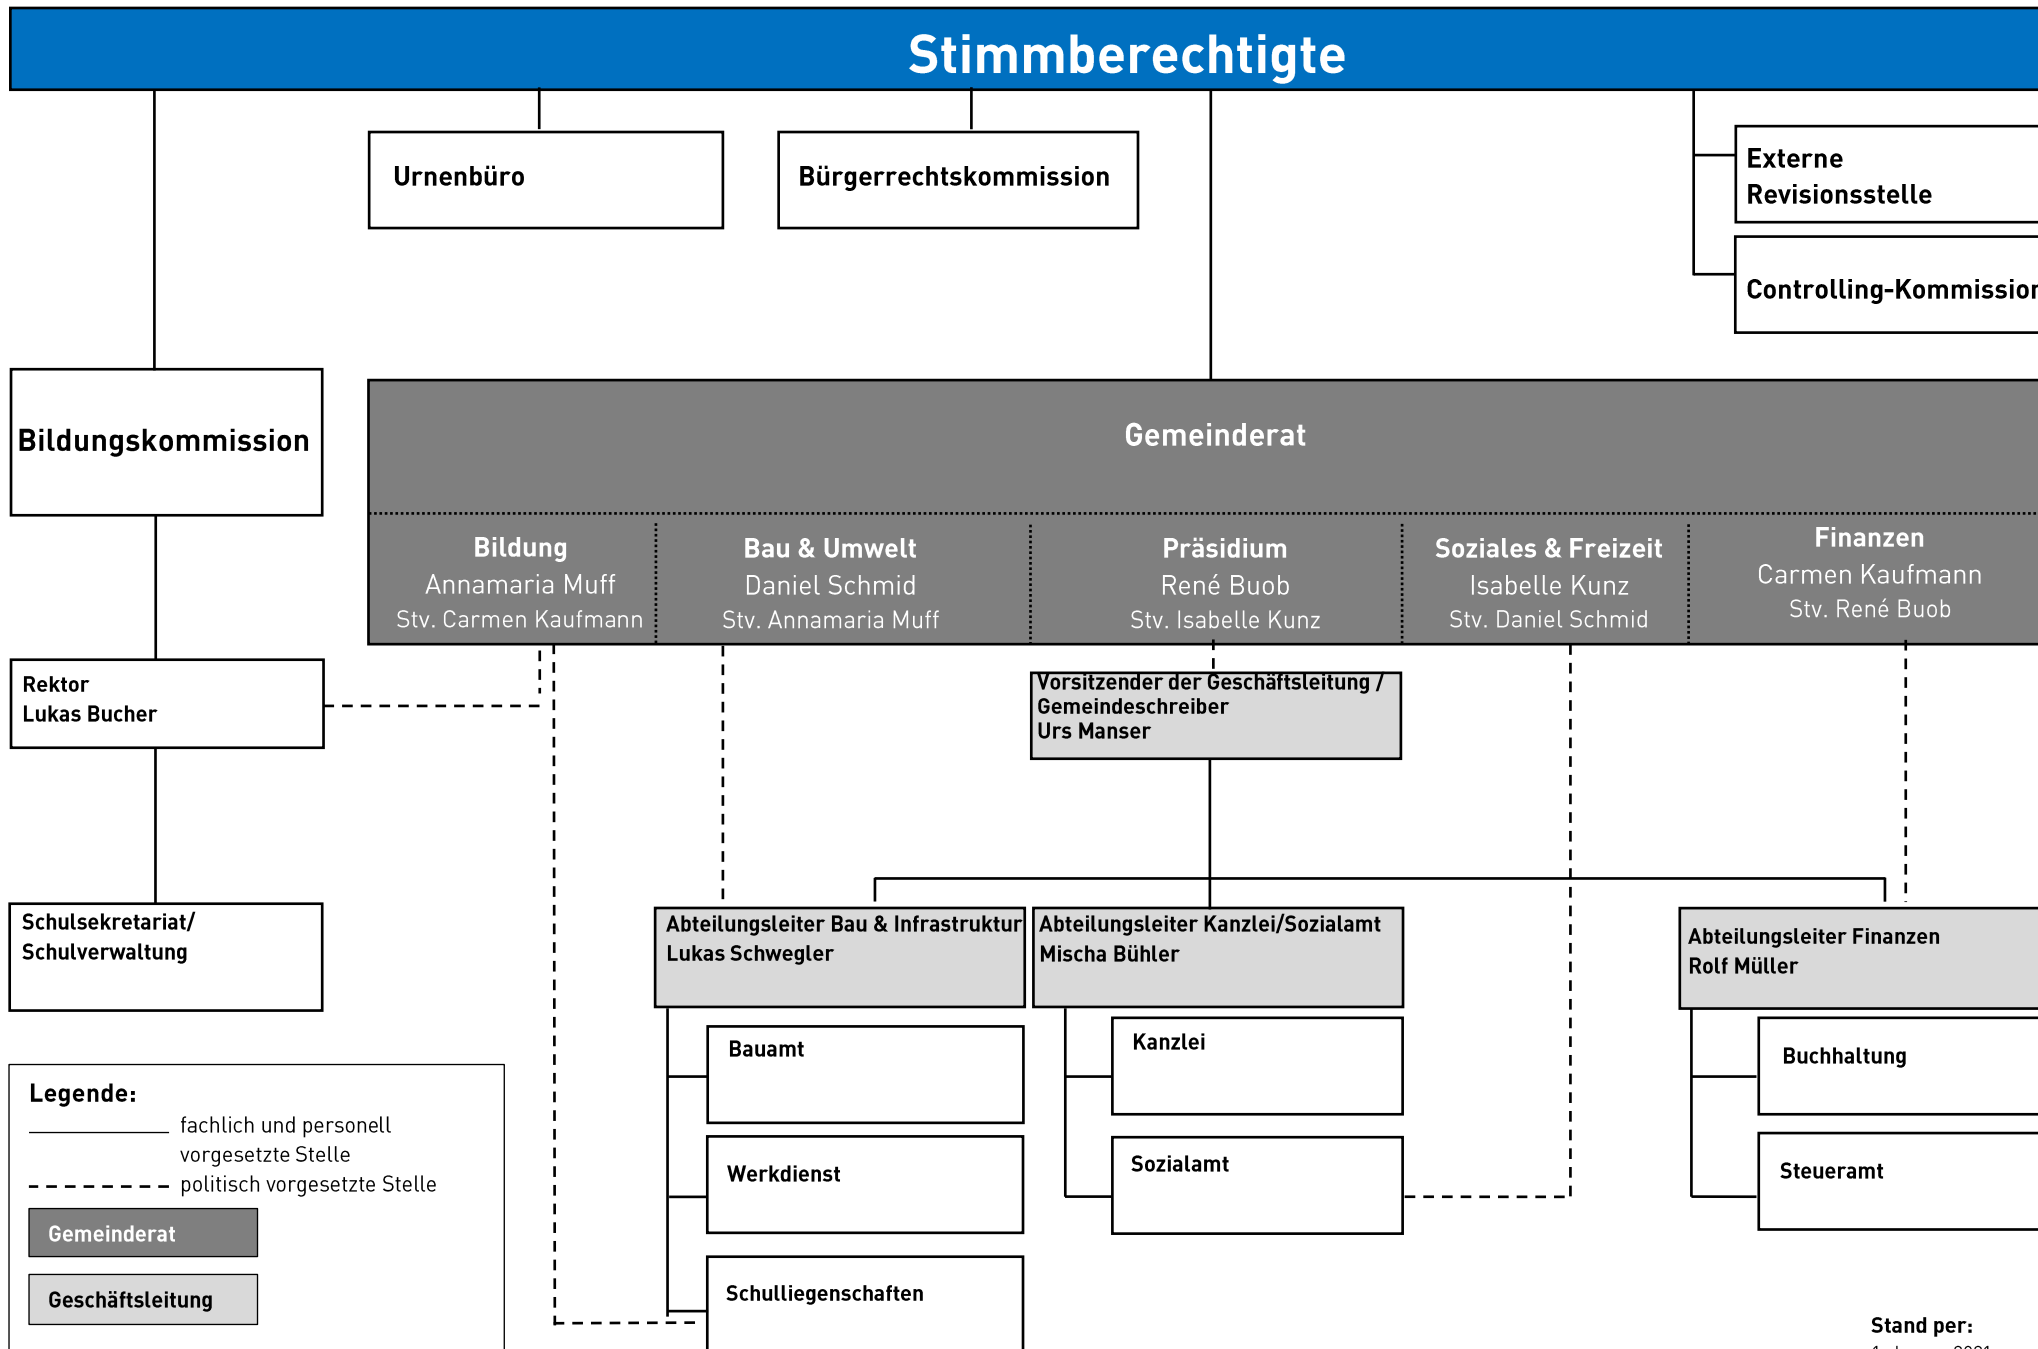 Stimmberechtigte
Urnenbüro
Bürgerrechtskommission
Externe
Revisionsstelle
Controlling-Kommission
Bildungskommission
Gemeinderat
Bildung
Annamaria Muff
Stv. Carmen Kaufmann
Bau & Umwelt
Daniel Schmid
Stv. Annamaria Muff
Präsidium
René Buob
Stv. Isabelle Kunz
Soziales & Freizeit
Isabelle Kunz
Stv. Daniel Schmid
Finanzen
Carmen Kaufmann
Stv. René Buob
Rektor
Lukas Bucher
Vorsitzender der Geschäftsleitung /
Gemeindeschreiber
Urs Manser
Schulsekretariat/
Schulverwaltung
Abteilungsleiter Bau & Infrastruktur
Lukas Schwegler
Abteilungsleiter Kanzlei/Sozialamt
Mischa Bühler
Abteilungsleiter Finanzen
Rolf Müller
Bauamt
Werkdienst
Schulliegenschaften
Kanzlei
Sozialamt
Buchhaltung
Steueramt
Legende:
fachlich und personell
vorgesetzte Stelle
politisch vorgesetzte Stelle
Gemeinderat
Geschäftsleitung
Stand per: